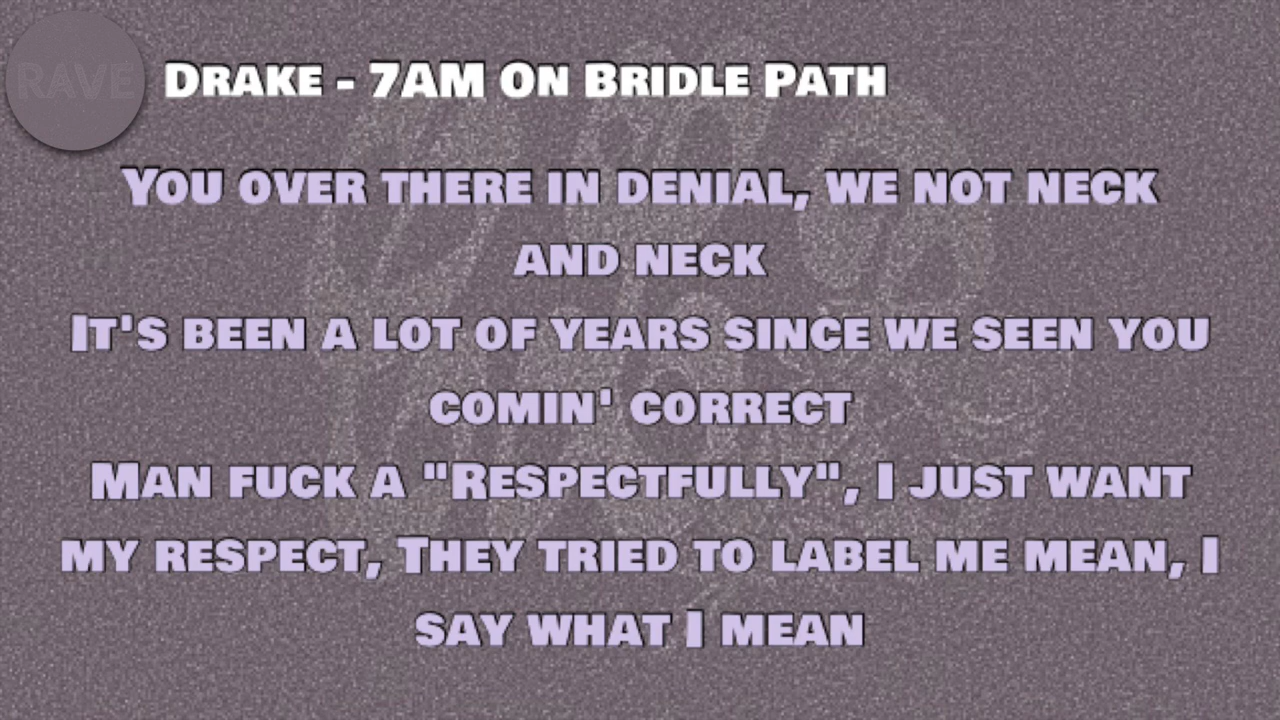 RAVE
Drake - 7AM On Bridle Path
You over there in denial, we not neck
and neck
It's been a lot of years since we seen you
comin' correct
Man fuck a "Respectfully", I just want
my respect, They tried to label me mean, I
say what I mean